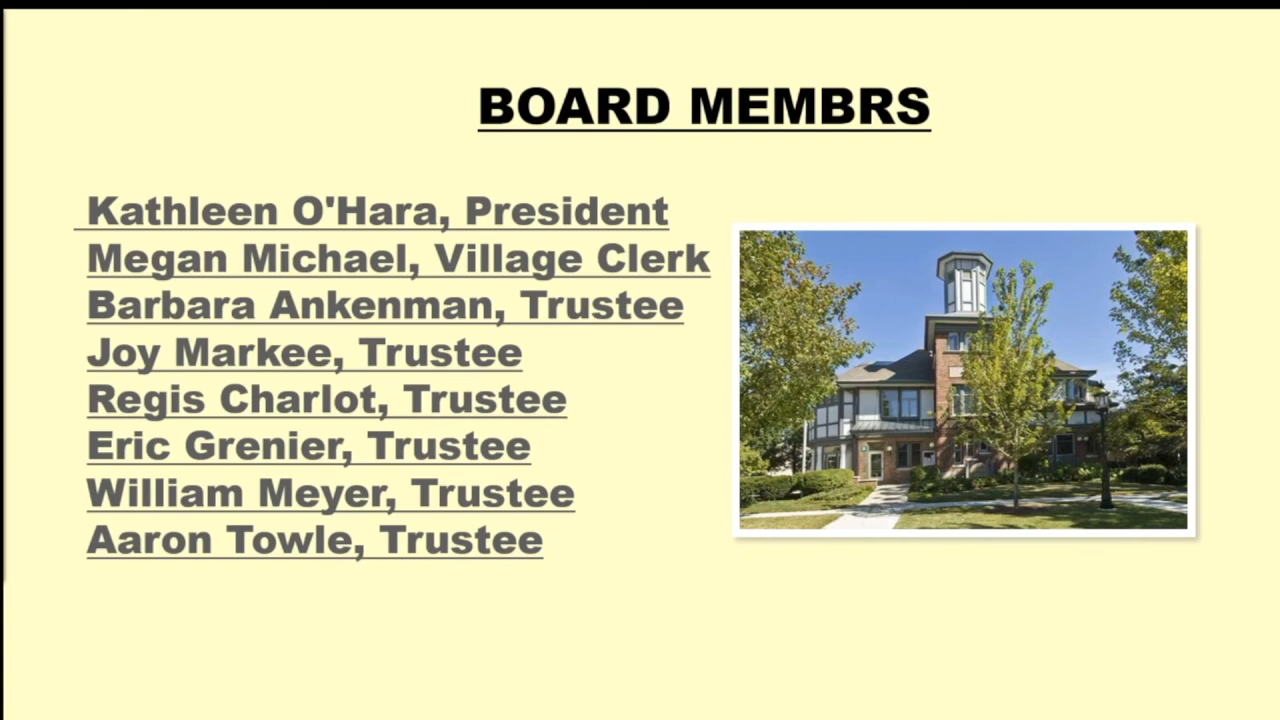 BOARD MEMBRS
Kathleen O'Hara, President
Megan Michael, Village Clerk
Barbara Ankenman, Trustee
Joy Markee, Trustee
Regis Charlot, Trustee
Eric Grenier, Trustee
William Meyer, Trustee
Aaron Towle, Trustee